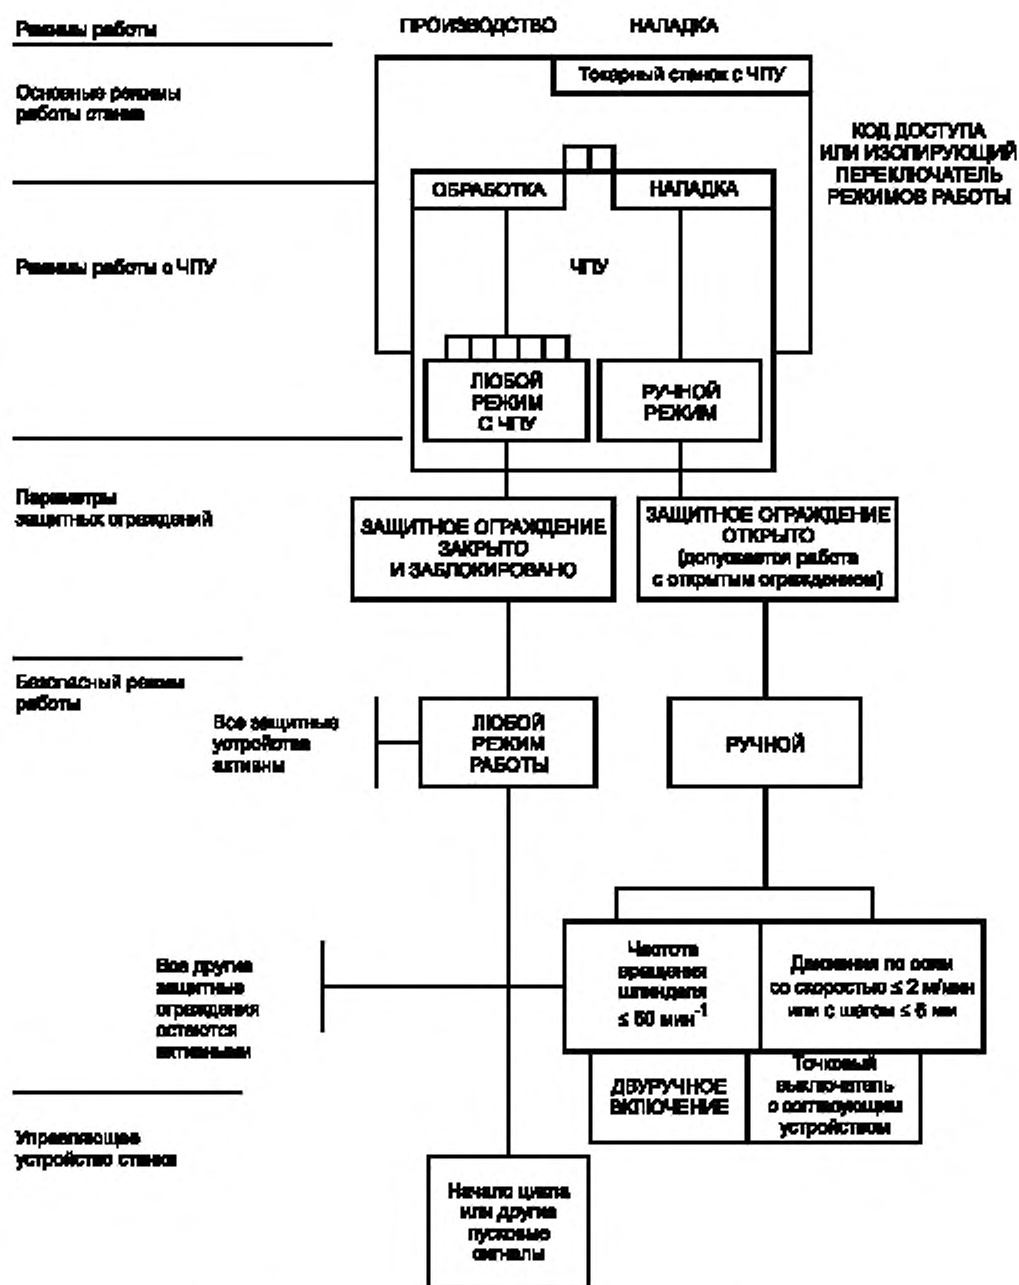 Режимы работы
ПРОИЗВОДСТВО
НАЛАДКА
Основные режимы
работы станка
Токарный станок с ЧПУ
КОД ДОСТУПА
ИЛИ ИЗОЛИРУЮЩИЙ
ПЕРЕКЛЮЧАТЕЛЬ
РЕЖИМОВ РАБОТЫ
ОБРАБОТКА
НАЛАДКА
Режимы работы с ЧПУ
ЧПУ
ЛЮБОЙ
РЕЖИМ
С ЧПУ
РУЧНОЙ
РЕЖИМ
Параметры
защитных ограждений
ЗАЩИТНОЕ ОГРАЖДЕНИЕ
ЗАКРЫТО
И ЗАБЛОКИРОВАНО
ЗАЩИТНОЕ ОГРАЖДЕНИЕ
ОТКРЫТО
(допускается работа
с открытым ограждением)
Безопасный режим
работы
Все защитные
устройства
активны
ЛЮБОЙ
РЕЖИМ
РАБОТЫ
РУЧНОЙ
Все другие
защитные
ограждения
остаются
активными
Частота
вращения
шпинделя
≤ 50 мин⁻¹
Движения по осям
со скоростью ≤ 2 м/мин
или с шагом ≤ 6 мм
ДВУРУЧНОЕ
ВКЛЮЧЕНИЕ
Точковый
выключатель
с согласующим
устройством
Управляющее
устройство станка
Начало цикла
или другие
пусковые
сигналы